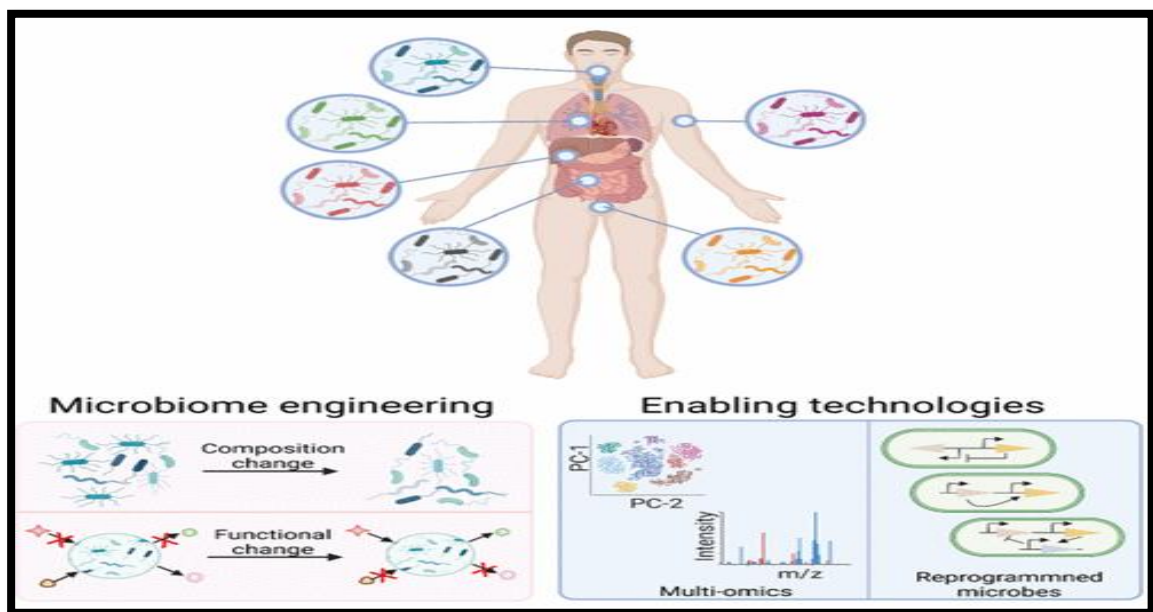 Microbiome engineering
Enabling technologies
Composition
change
Functional
change
PC-1
PC-2
Intensity
m/z
Multi-omics
Reprogrammned
microbes